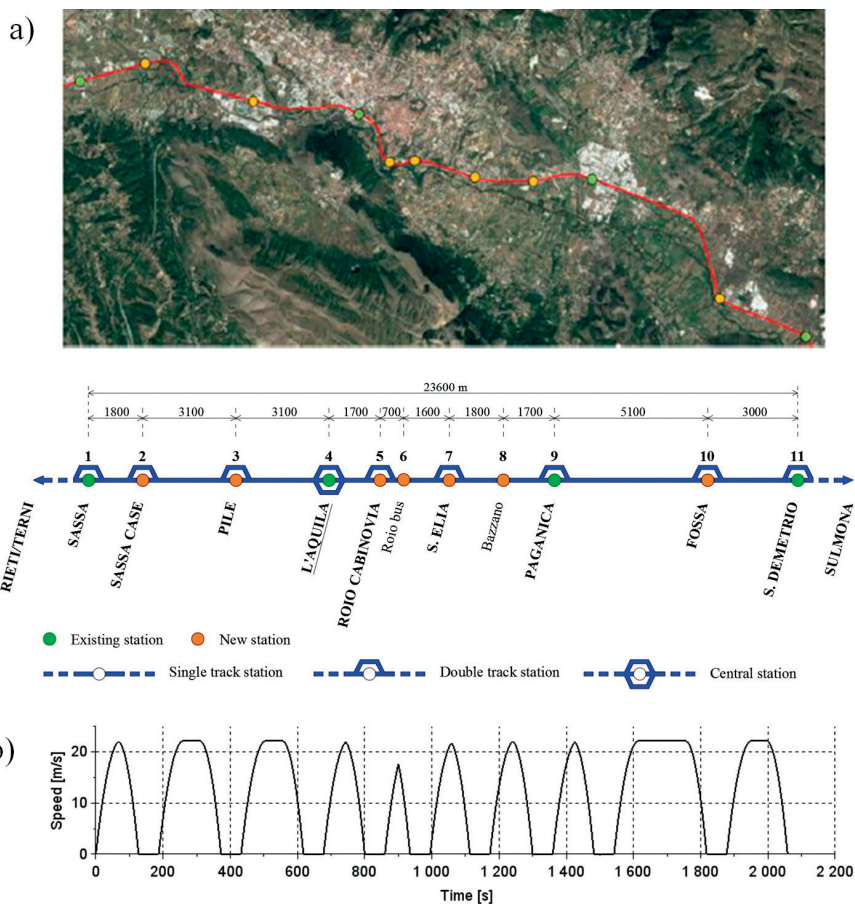 a)
23600 m
1800 3100 3100 1700 700 1600 1800 1700 5100 3000
1 2 3 4 5 6 7 8 9 10 11
RIETI/TERNI
SASSA
SASSA CASE
PILE
L'AQUILA
ROIO CABINOVIA
Roio bus
S. ELIA
Bazzano
PAGANICA
FOSSA
S. DEMETRIO
SULMONA
Existing station New station
Single track station Double track station Central station
b)
Speed [m/s]
20
10
0
0 200 400 600 800 1 000 1 200 1 400 1 600 1 800 2 000 2 200
Time [s]